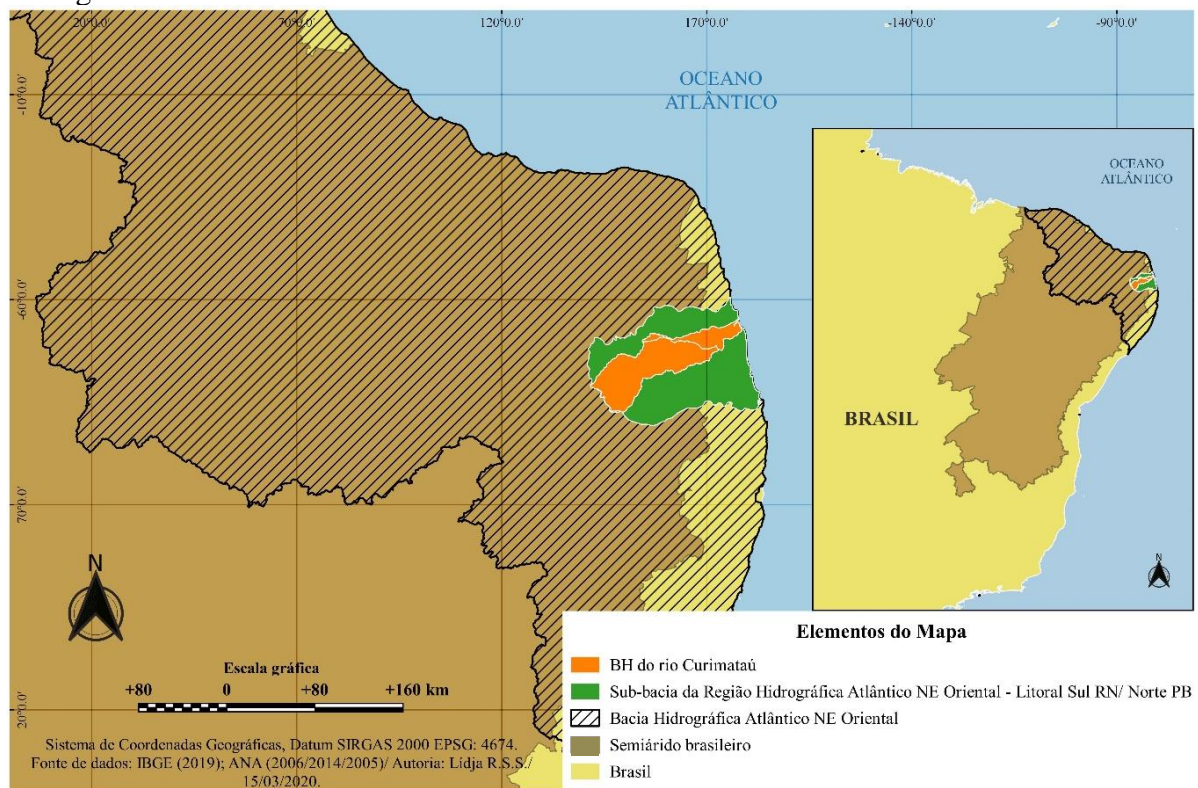 20°0.0'
70°0.0'
120°0.0'
170°0.0'
-140°0.0'
-90°0.0'
-10°0.0'
-60°0.0'
70°0.0'
20°0.0'
OCEANO
ATLÂNTICO
OCEANO
ATLÂNTICO
BRASIL
N
N
Escala gráfica
+80 0 +80 +160 km
Sistema de Coordenadas Geográficas, Datum SIRGAS 2000 EPSG: 4674.
Fonte de dados: IBGE (2019); ANA (2006/2014/2005)/ Autoria: Lídja R.S.S./
15/03/2020.
Elementos do Mapa
BH do rio Curimataú
Sub-bacia da Região Hidrográfica Atlântico NE Oriental - Litoral Sul RN/ Norte PB
Bacia Hidrográfica Atlântico NE Oriental
Semiárido brasileiro
Brasil